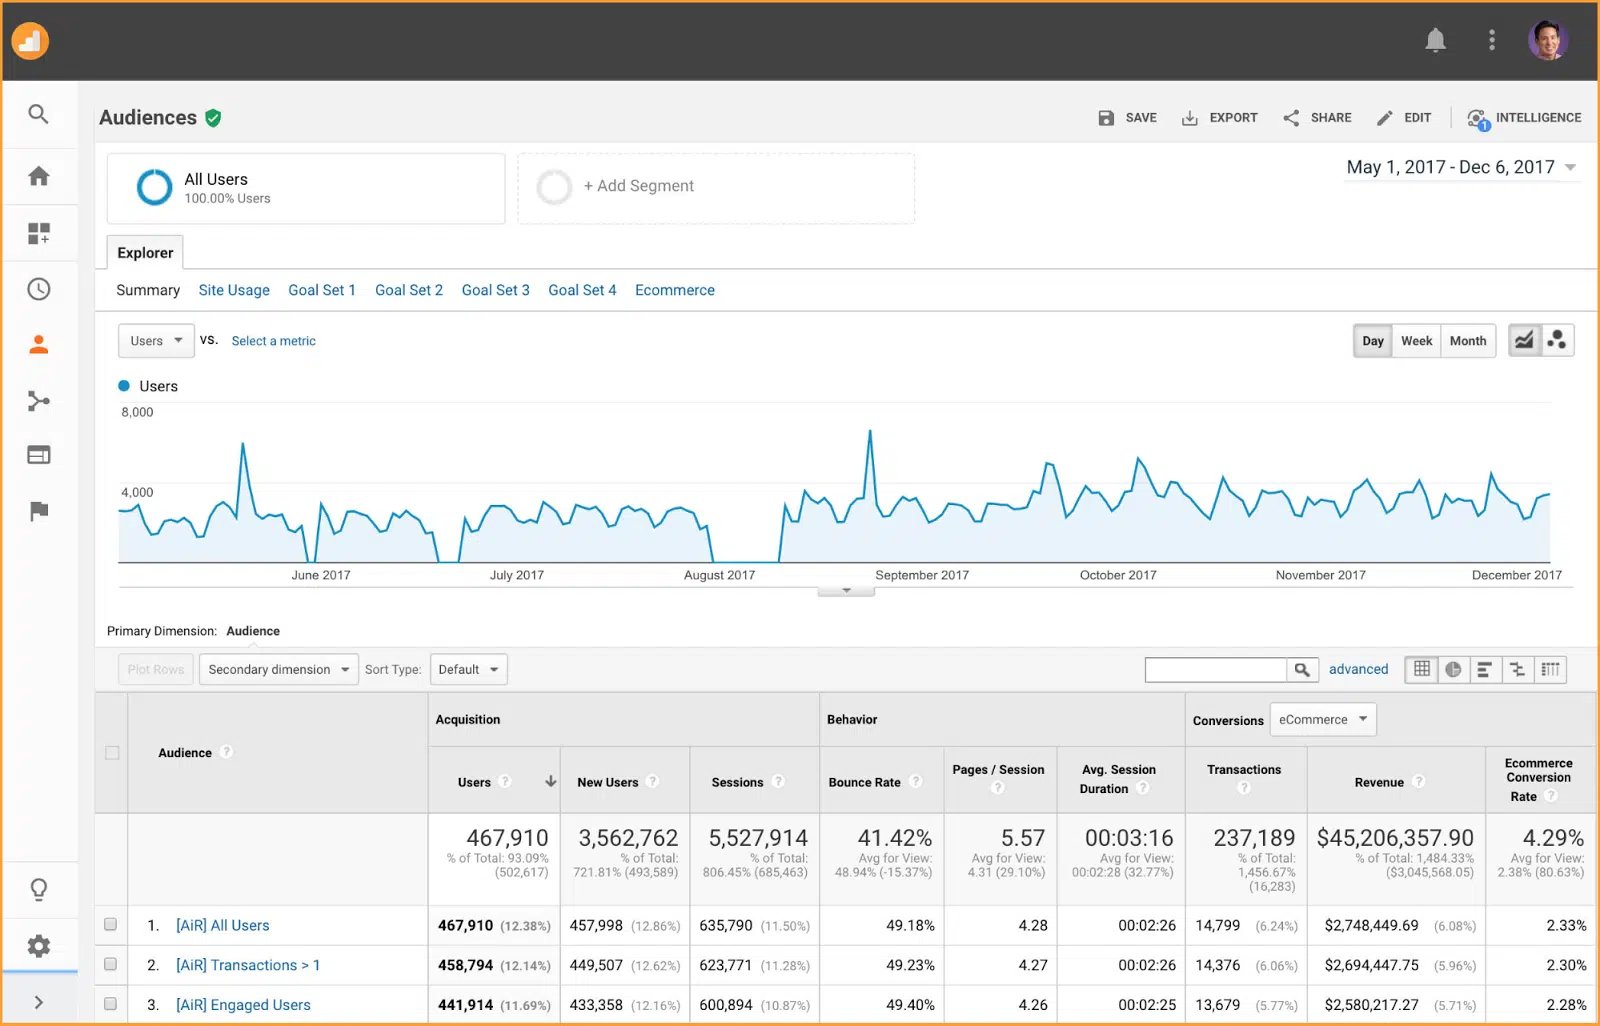 Audiences
SAVE EXPORT SHARE EDIT 1 INTELLIGENCE
All Users
100.00% Users
+ Add Segment
May 1, 2017 - Dec 6, 2017
Explorer
Summary Site Usage Goal Set 1 Goal Set 2 Goal Set 3 Goal Set 4 Ecommerce
Users vs. Select a metric
Day Week Month
Users
8,000
4,000
June 2017 July 2017 August 2017 September 2017 October 2017 November 2017 December 2017
Primary Dimension: Audience
Plot Rows Secondary dimension Sort Type: Default advanced
Audience ?
Acquisition Behavior Conversions eCommerce
Users ? New Users ? Sessions ? Bounce Rate ? Pages / Session ? Avg. Session Duration ? Transactions ? Revenue ? Ecommerce Conversion Rate ?
467,910 3,562,762 5,527,914 41.42% 5.57 00:03:16 237,189 $45,206,357.90 4.29%
% of Total: 93.09% % of Total: % of Total: Avg for View: Avg for View: Avg for View: % of Total: % of Total: 1,484.33% Avg for View:
(502,617) 721.81% (493,589) 806.45% (685,463) 48.94% (-15.37%) 4.31 (29.10%) 00:02:28 (32.77%) 1,456.67% ($3,045,568.05) 2.38% (80.63%)
(16,283)
1. [AiR] All Users 467,910 (12.38%) 457,998 (12.86%) 635,790 (11.50%) 49.18% 4.28 00:02:26 14,799 (6.24%) $2,748,449.69 (6.08%) 2.33%
2. [AiR] Transactions > 1 458,794 (12.14%) 449,507 (12.62%) 623,771 (11.28%) 49.23% 4.27 00:02:26 14,376 (6.06%) $2,694,447.75 (5.96%) 2.30%
3. [AiR] Engaged Users 441,914 (11.69%) 433,358 (12.16%) 600,894 (10.87%) 49.40% 4.26 00:02:25 13,679 (5.77%) $2,580,217.27 (5.71%) 2.28%